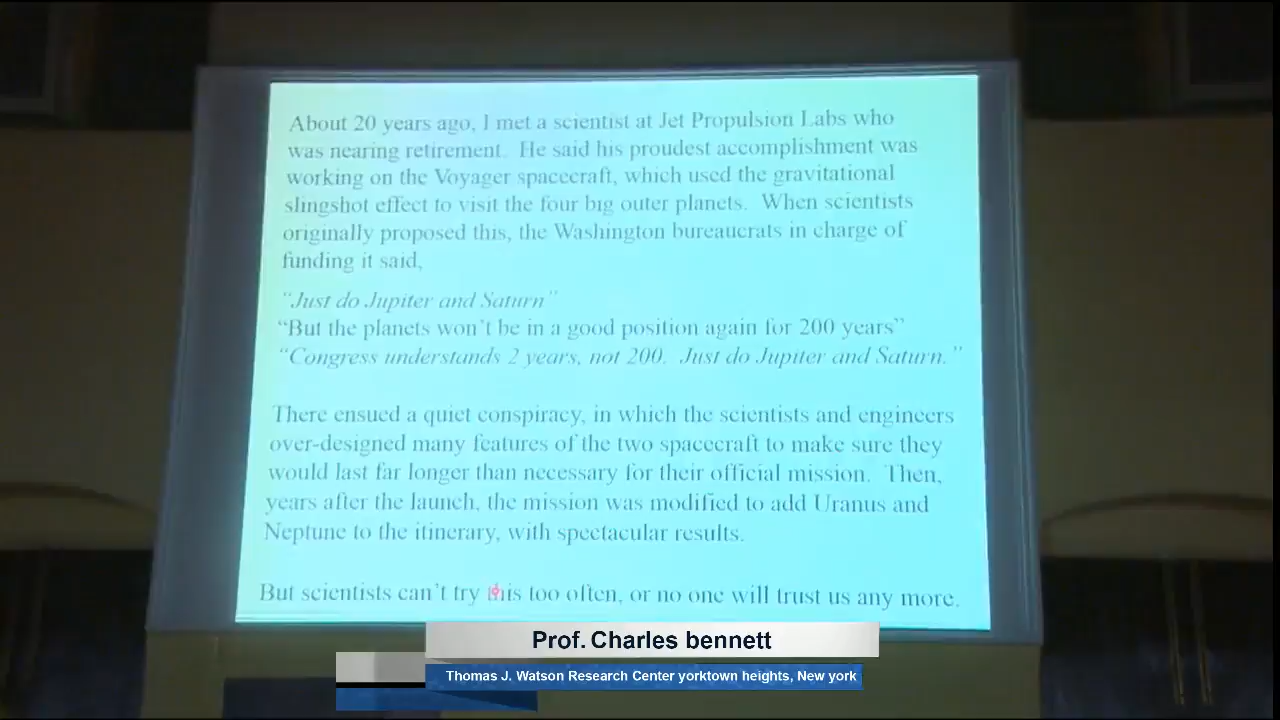 About 20 years ago, I met a scientist at Jet Propulsion Labs who
was nearing retirement. He said his proudest accomplishment was
working on the Voyager spacecraft, which used the gravitational
slingshot effect to visit the four big outer planets. When scientists
originally proposed this, the Washington bureaucrats in charge of
funding it said,
“Just do Jupiter and Saturn”
“But the planets won’t be in a good position again for 200 years”
“Congress understands 2 years, not 200. Just do Jupiter and Saturn.”
There ensued a quiet conspiracy, in which the scientists and engineers
over-designed many features of the two spacecraft to make sure they
would last far longer than necessary for their official mission. Then,
years after the launch, the mission was modified to add Uranus and
Neptune to the itinerary, with spectacular results.
But scientists can’t try this too often, or no one will trust us any more.
Prof. Charles bennett
Thomas J. Watson Research Center yorktown heights, New york